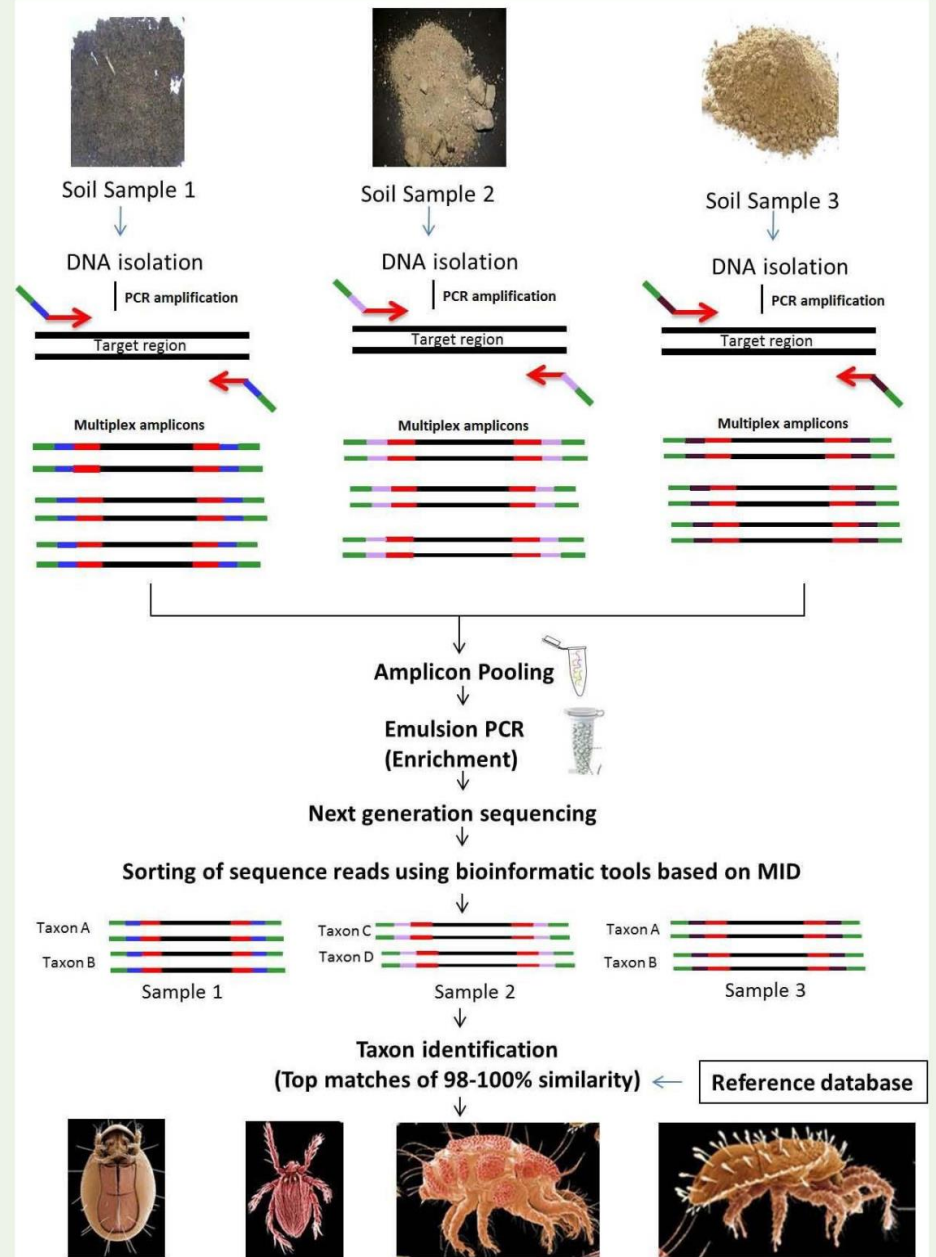 Soil Sample 1
Soil Sample 2
Soil Sample 3
DNA isolation
DNA isolation
DNA isolation
PCR amplification
PCR amplification
PCR amplification
Target region
Target region
Target region
Multiplex amplicons
Multiplex amplicons
Multiplex amplicons
Amplicon Pooling
Emulsion PCR
(Enrichment)
Next generation sequencing
Sorting of sequence reads using bioinformatic tools based on MID
Taxon A
Taxon B
Sample 1
Taxon C
Taxon D
Sample 2
Taxon A
Taxon B
Sample 3
Taxon identification
(Top matches of 98-100% similarity)
Reference database